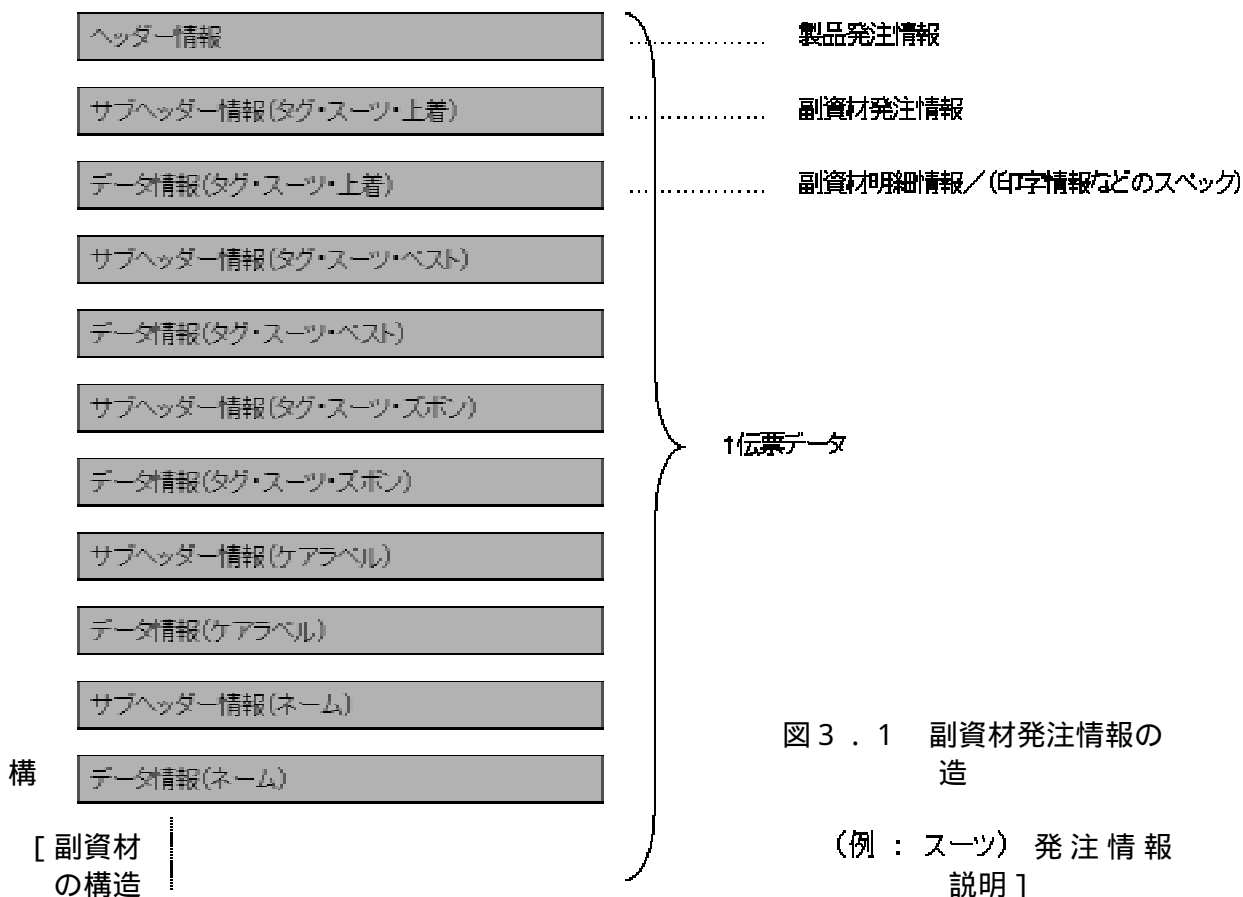 ヘッダー情報
……………… 製品発注情報
サブヘッダー情報(タグ・スーツ・上着)
……………… 副資材発注情報
データ情報(タグ・スーツ・上着)
……………… 副資材明細情報／(印字情報などのスペック)
サブヘッダー情報(タグ・スーツ・ベスト)
データ情報(タグ・スーツ・ベスト)
サブヘッダー情報(タグ・スーツ・ズボン)
1伝票データ
データ情報(タグ・スーツ・ズボン)
サブヘッダー情報(ケアラベル)
データ情報(ケアラベル)
サブヘッダー情報(ネーム)
図３．１　副資材発注情報の
構
データ情報(ネーム)
造
[ 副資材
(例 ： スーツ) 発注情報
の構造
説明 ]